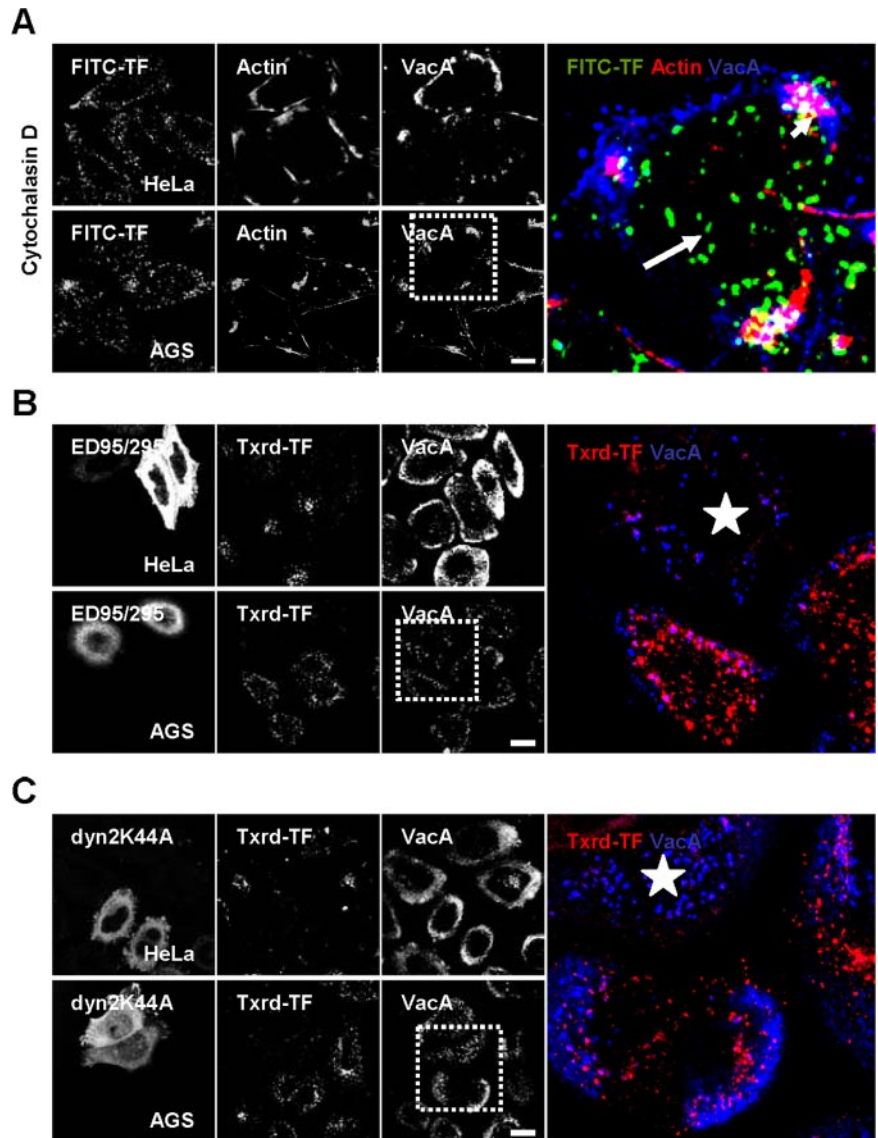 A
Cytochalasin D
FITC-TF Actin VacA
HeLa
FITC-TF Actin VacA
AGS
FITC-TF Actin VacA
B
ED95/295 Txrd-TF VacA
HeLa
ED95/295 Txrd-TF VacA
AGS
Txrd-TF VacA
C
dyn2K44A Txrd-TF VacA
HeLa
dyn2K44A Txrd-TF VacA
AGS
Txrd-TF VacA